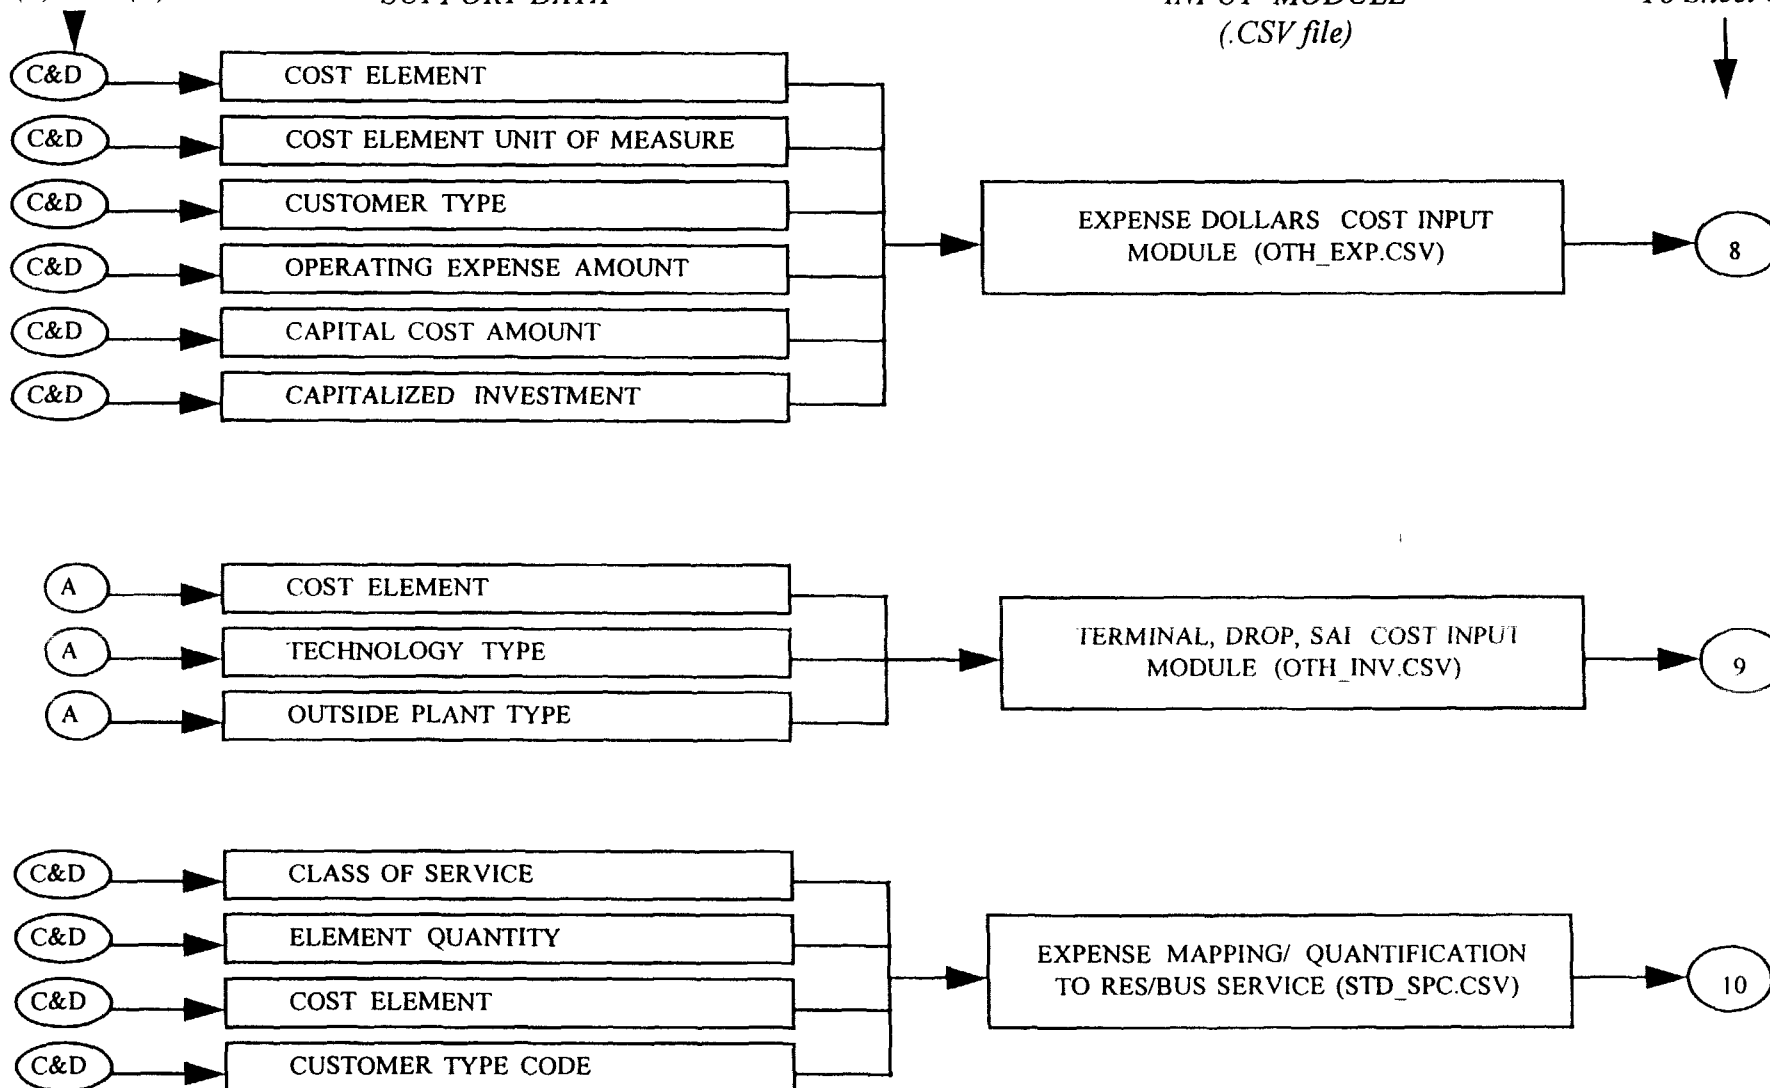 SUPPORT DATA
INPUT MODULE
(.CSV file)
To Sheet
C&D
COST ELEMENT
C&D
COST ELEMENT UNIT OF MEASURE
C&D
CUSTOMER TYPE
C&D
OPERATING EXPENSE AMOUNT
C&D
CAPITAL COST AMOUNT
C&D
CAPITALIZED INVESTMENT
EXPENSE DOLLARS COST INPUT
MODULE (OTH_EXP.CSV)
8
A
COST ELEMENT
A
TECHNOLOGY TYPE
A
OUTSIDE PLANT TYPE
TERMINAL, DROP, SAI COST INPUT
MODULE (OTH_INV.CSV)
9
C&D
CLASS OF SERVICE
C&D
ELEMENT QUANTITY
C&D
COST ELEMENT
C&D
CUSTOMER TYPE CODE
EXPENSE MAPPING/ QUANTIFICATION
TO RES/BUS SERVICE (STD_SPC.CSV)
10